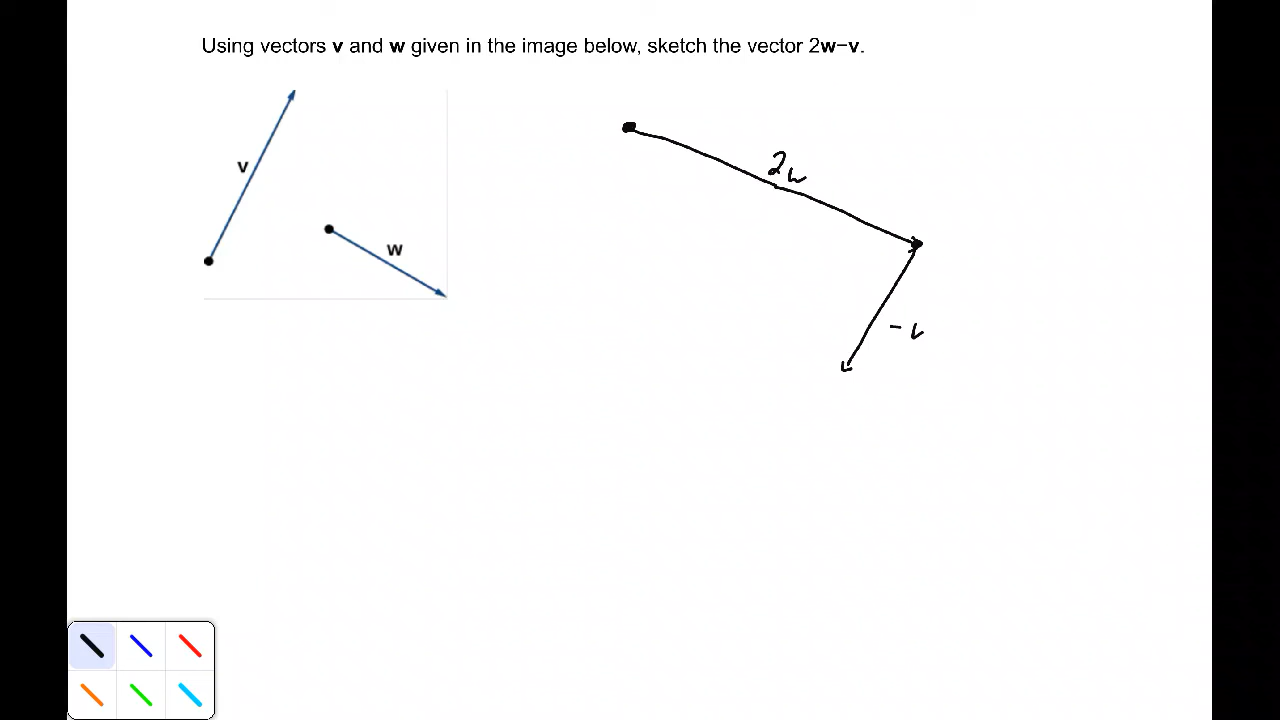 Using vectors v and w given in the image below, sketch the vector 2w−v.
v
w
2w
-v